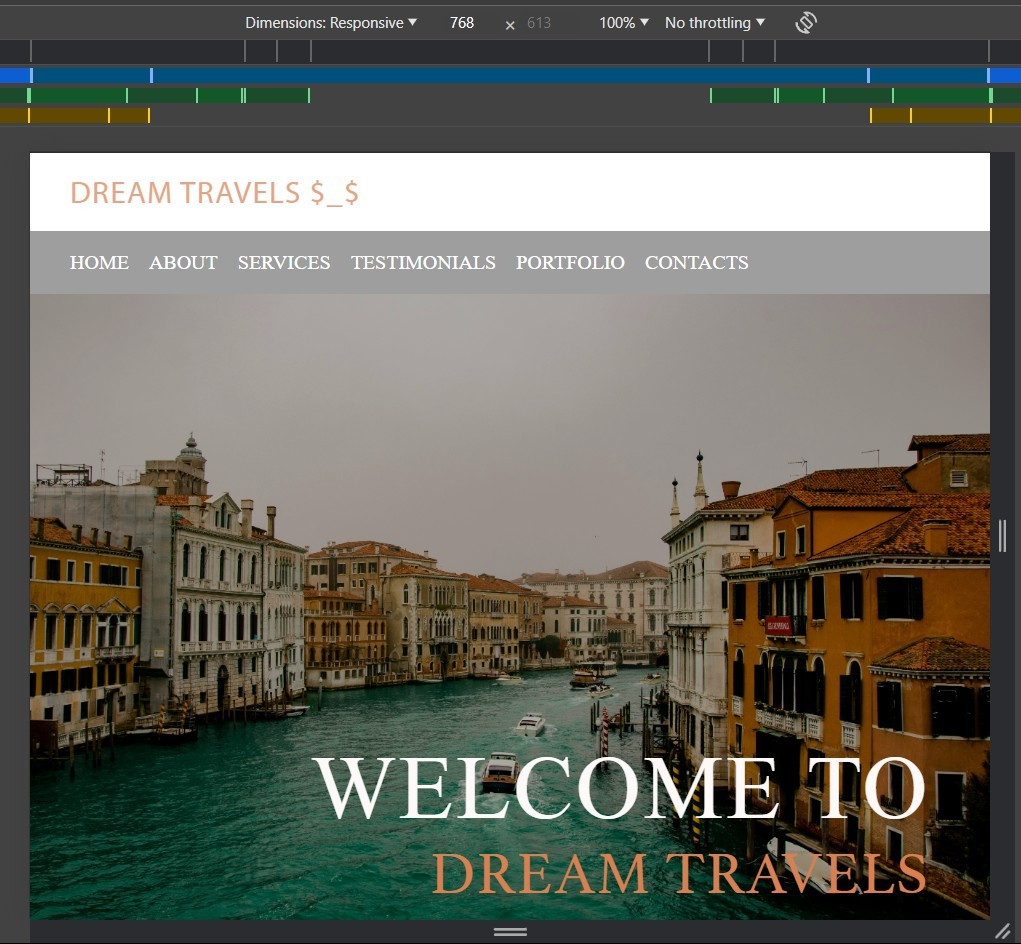 Dimensions: Responsive ▼ 768 × 613 100% ▼ No throttling ▼
DREAM TRAVELS $_$
HOME ABOUT SERVICES TESTIMONIALS PORTFOLIO CONTACTS
WELCOME TO
DREAM TRAVELS